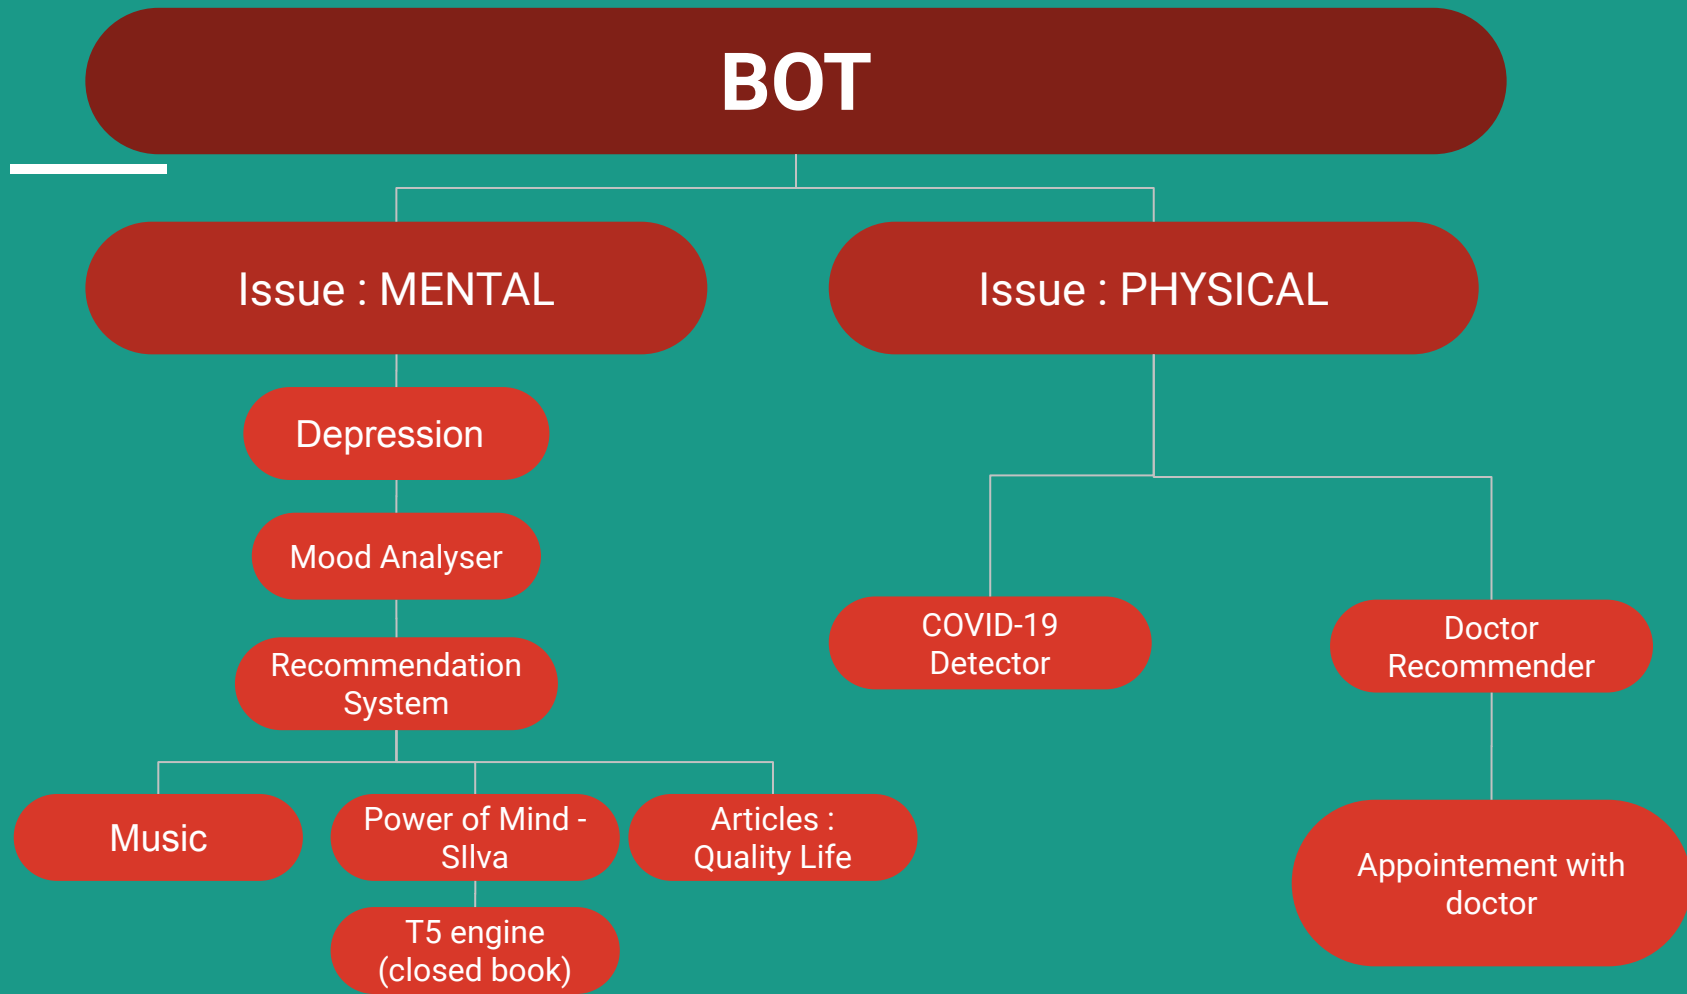 BOT
Issue : MENTAL
Issue : PHYSICAL
Depression
Mood Analyser
Recommendation
System
COVID-19
Detector
Doctor
Recommender
Music
Power of Mind -
SIlva
Articles :
Quality Life
Appointement with
doctor
T5 engine
(closed book)